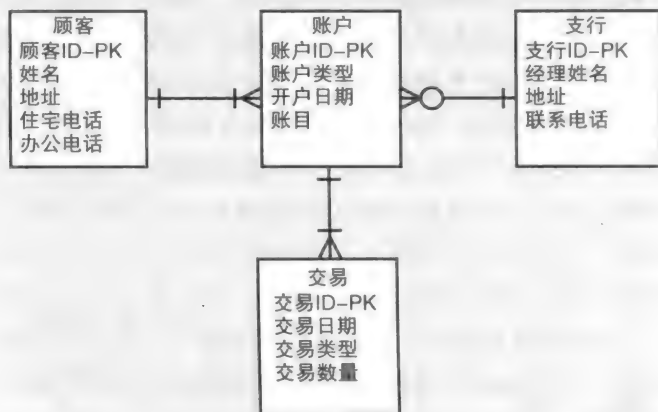 顾客
顾客ID-PK
姓名
地址
住宅电话
办公电话
账户
账户ID-PK
账户类型
开户日期
账目
支行
支行ID-PK
经理姓名
地址
联系电话
交易
交易ID-PK
交易日期
交易类型
交易数量